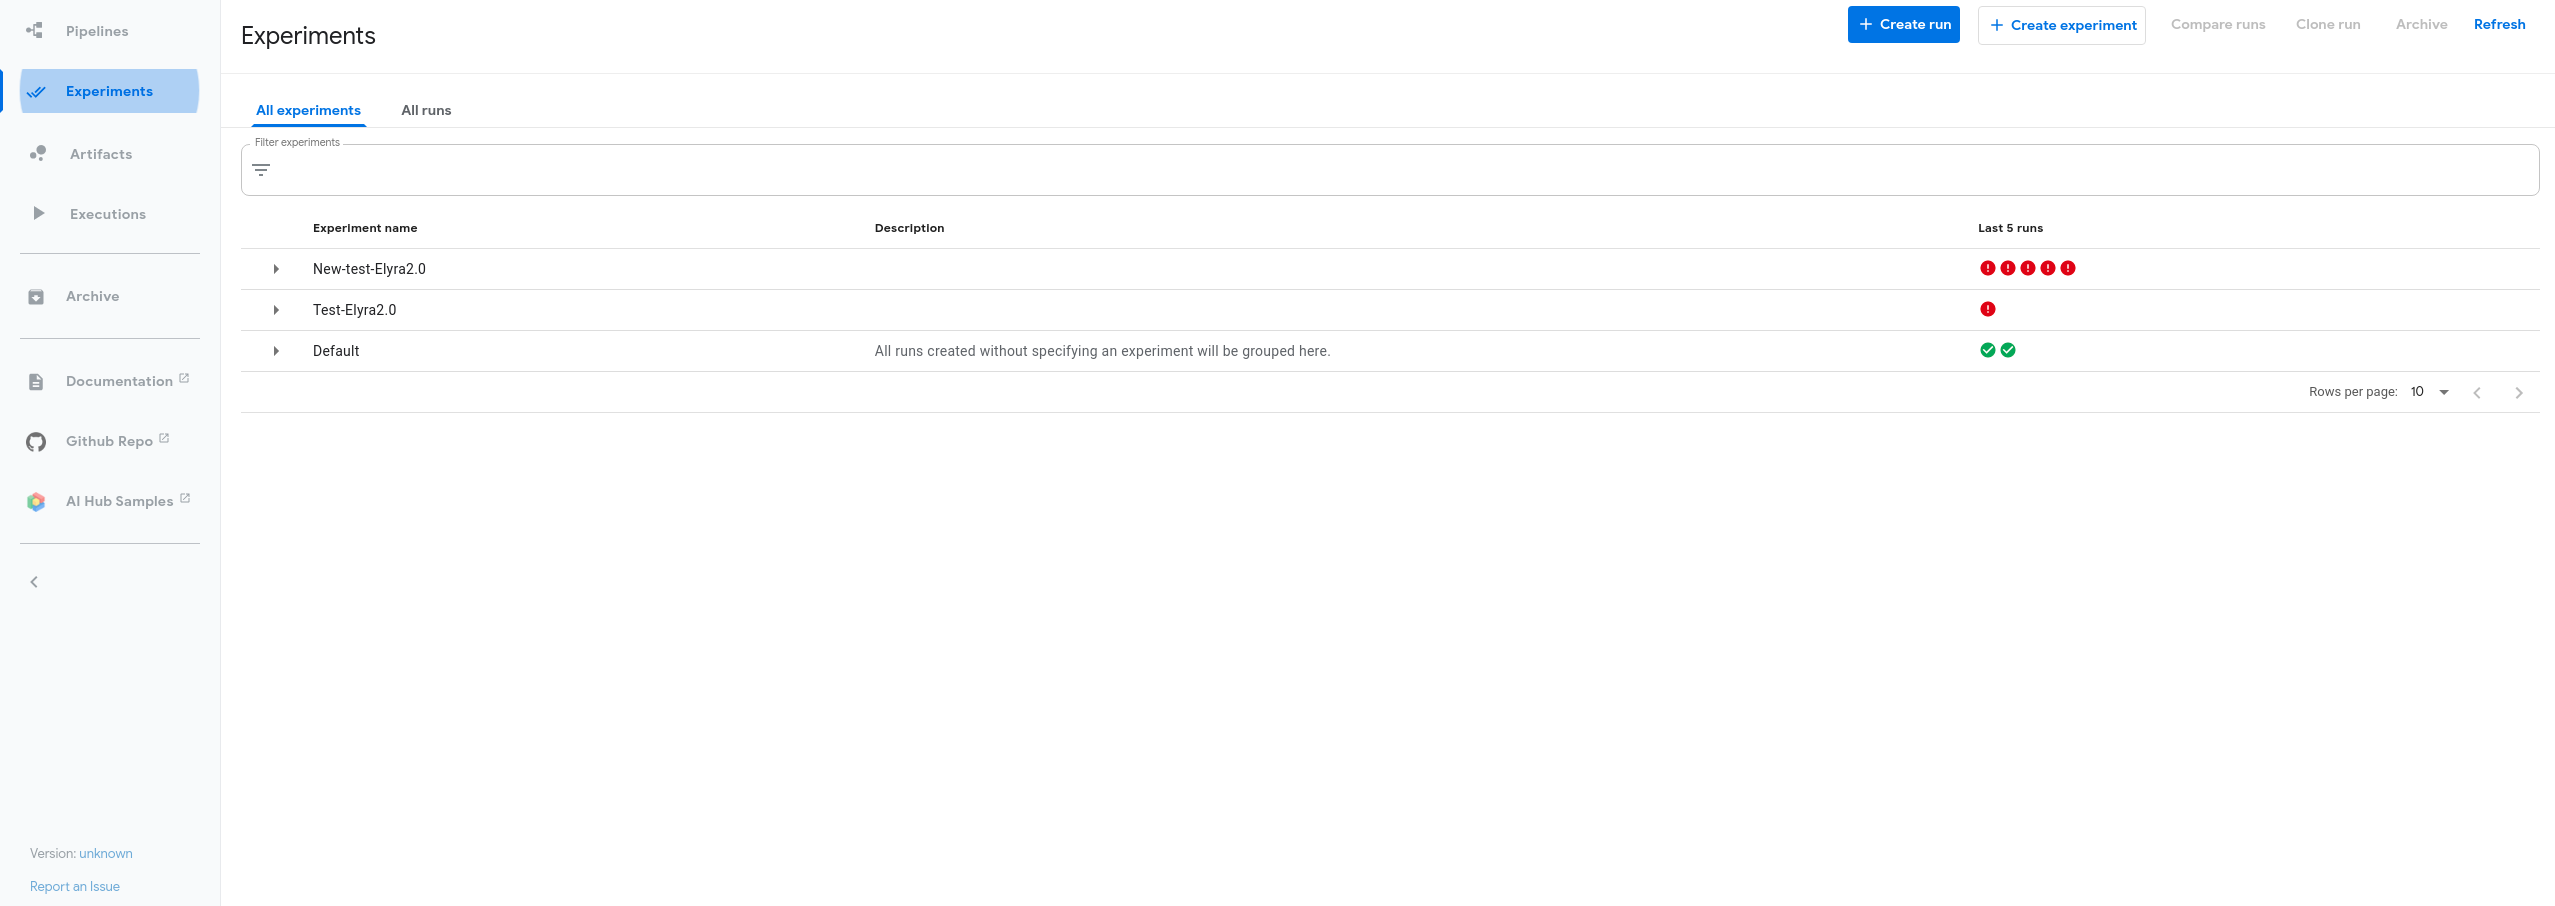 Pipelines
Experiments
Artifacts
Executions
Archive
Documentation
Github Repo
AI Hub Samples
Version: unknown
Report an Issue
Experiments
+ Create run
+ Create experiment
Compare runs
Clone run
Archive
Refresh
All experiments
All runs
Filter experiments
Experiment name Description Last 5 runs
New-test-Elyra2.0
Test-Elyra2.0
Default All runs created without specifying an experiment will be grouped here.
Rows per page: 10